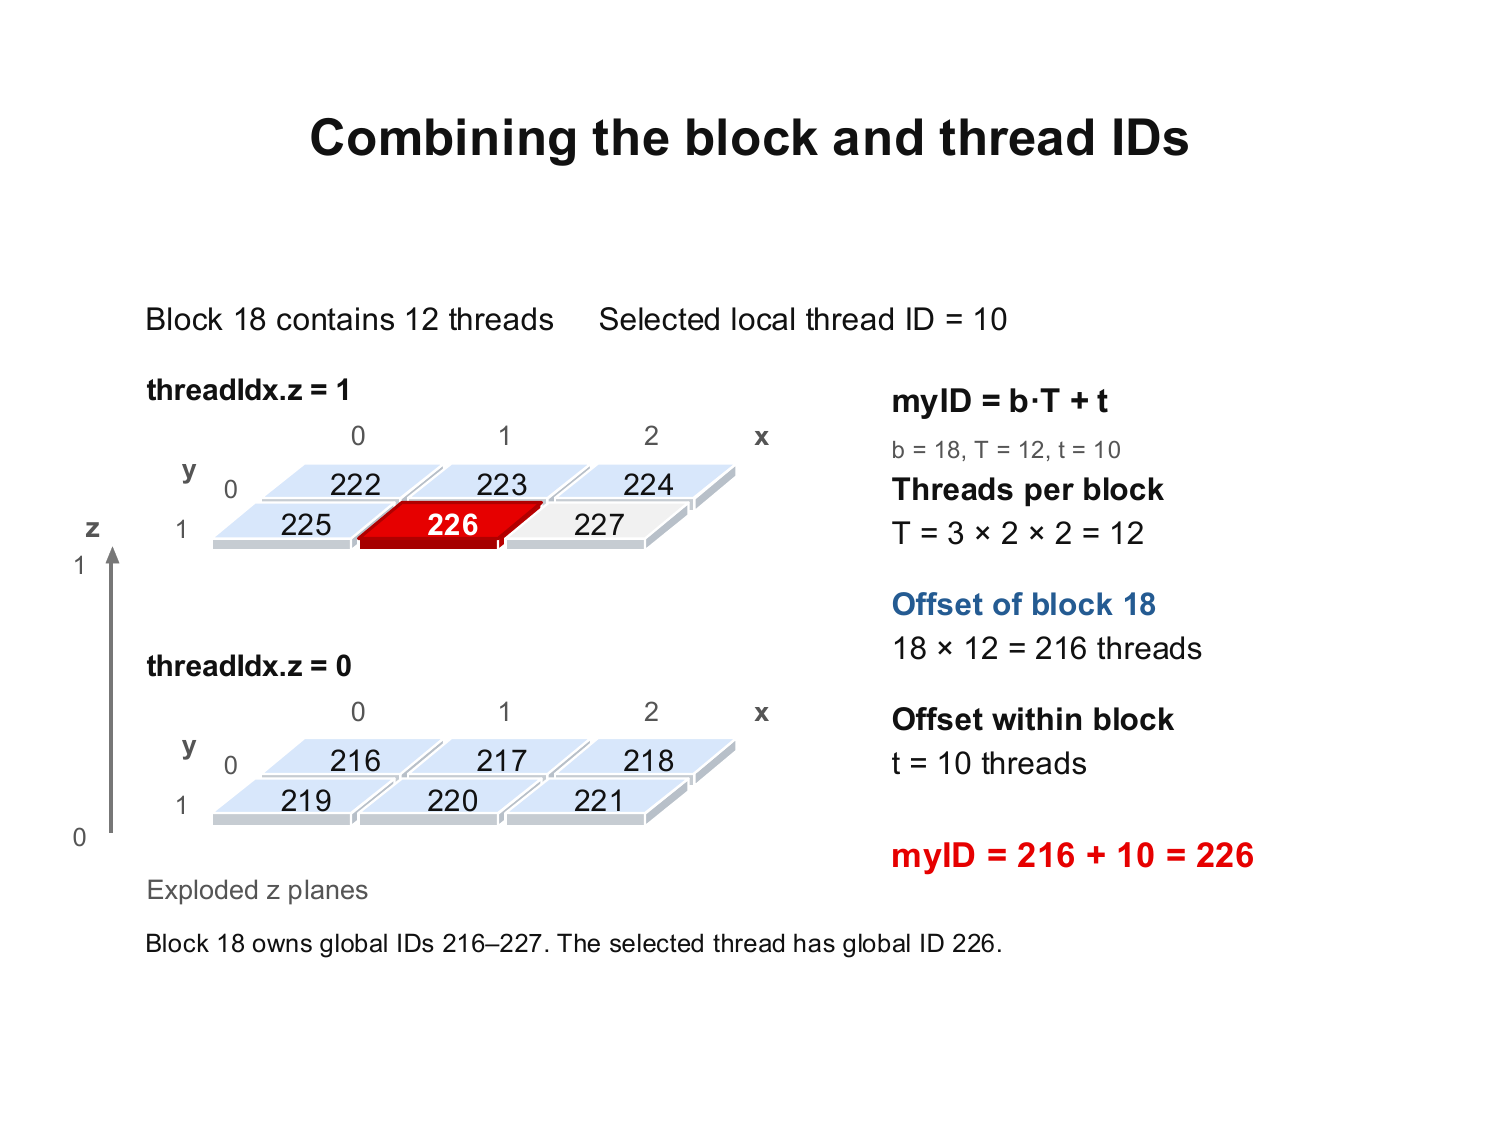 Combining the block and thread IDs
Block 18 contains 12 threads Selected local thread ID = 10
threadIdx.z = 1
0 1 2 x
y
0 222 223 224
1 225 226 227
z
1
threadIdx.z = 0
0 1 2 x
y
0 216 217 218
1 219 220 221
0
Exploded z planes
myID = b·T + t
b = 18, T = 12, t = 10
Threads per block
T = 3 × 2 × 2 = 12
Offset of block 18
18 × 12 = 216 threads
Offset within block
t = 10 threads
myID = 216 + 10 = 226
Block 18 owns global IDs 216–227. The selected thread has global ID 226.